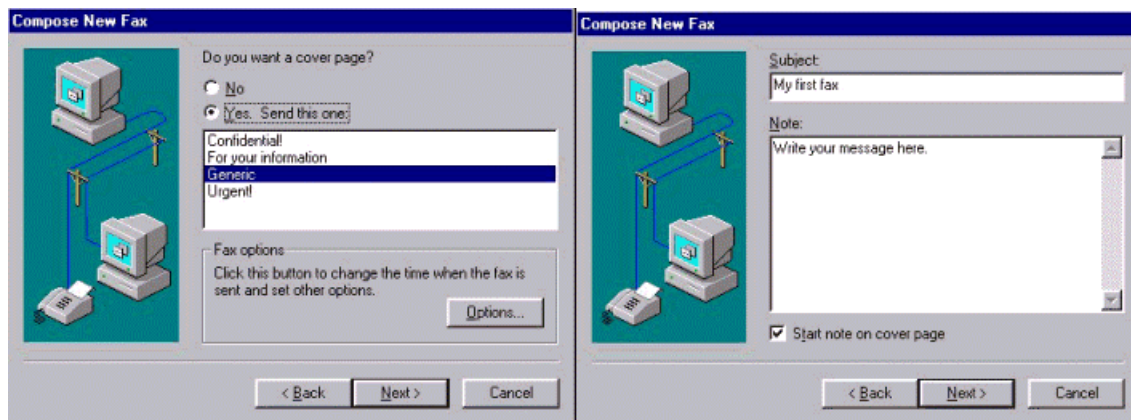 Compose New Fax
Do you want a cover page?
No
Yes. Send this one:
Confidential!
For your information
Generic
Urgent!
Fax options
Click this button to change the time when the fax is
sent and set other options.
Options...
< Back
Next >
Cancel
Compose New Fax
Subject:
My first fax
Note:
Write your message here.
Start note on cover page
< Back
Next >
Cancel